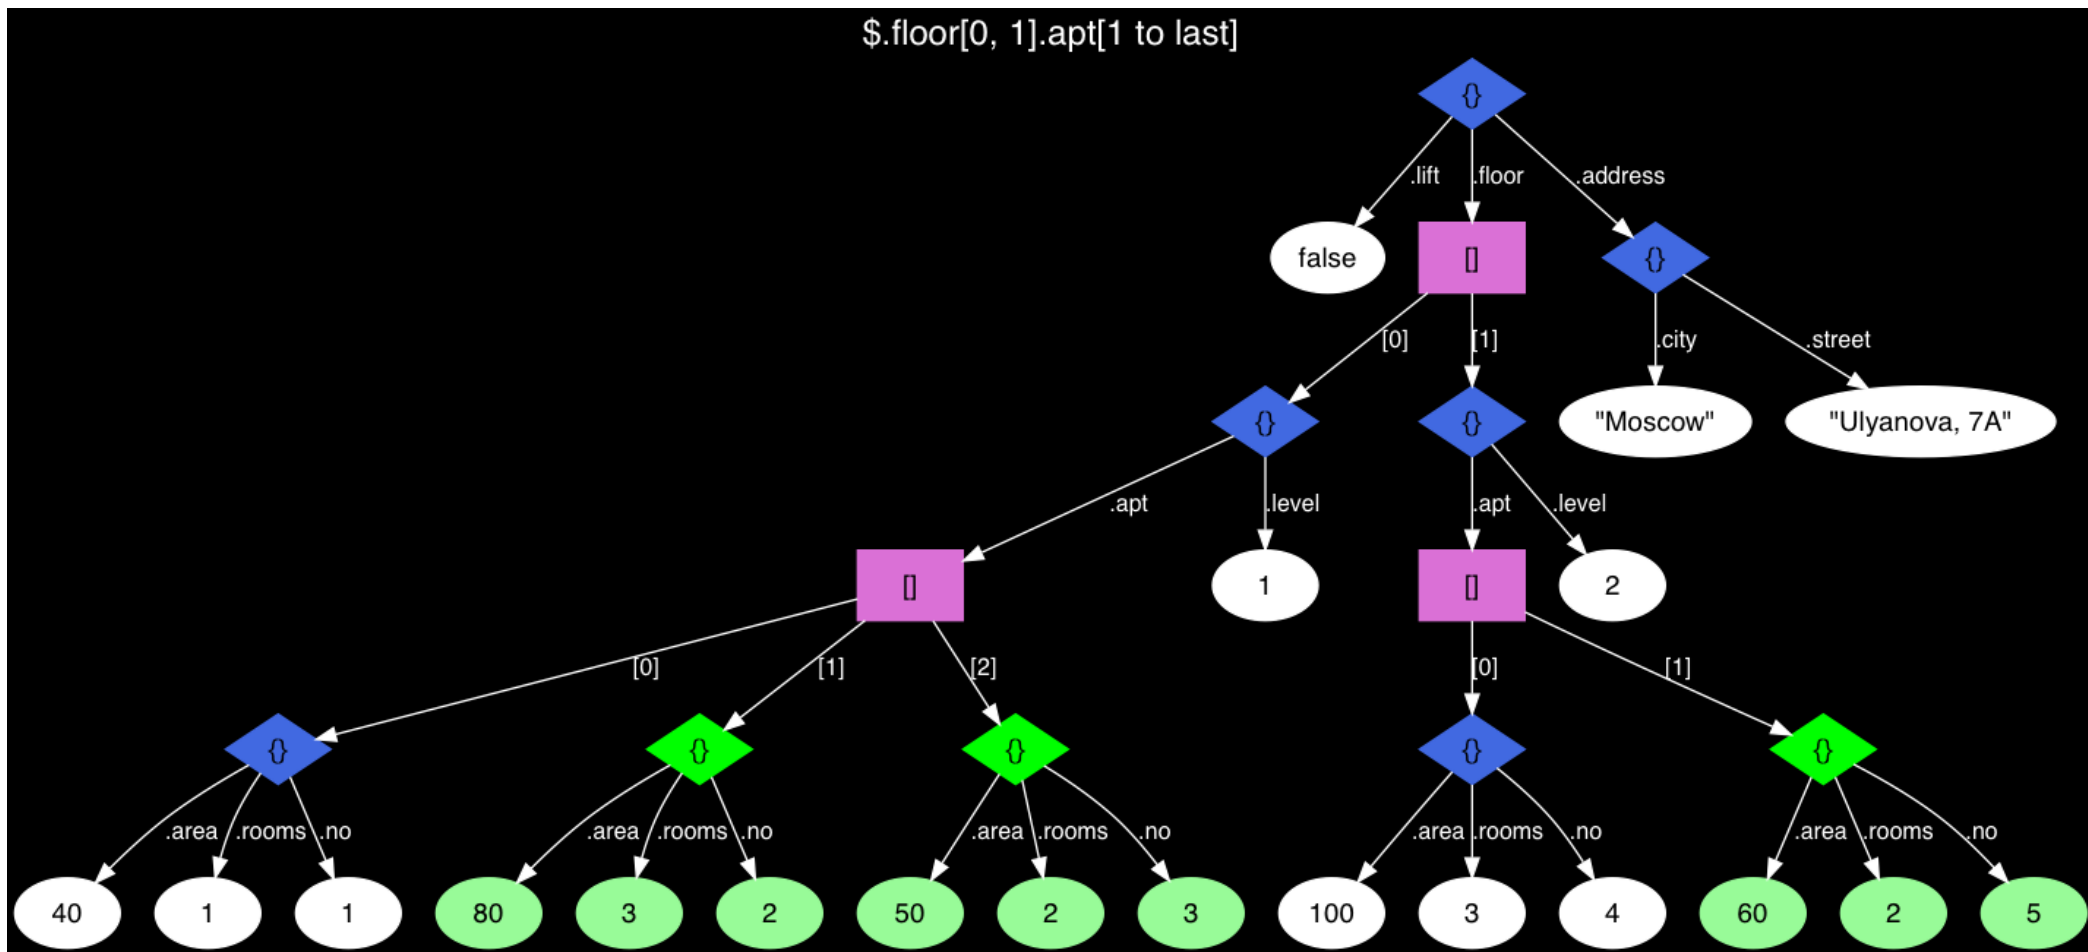 $.floor[0, 1].apt[1 to last]
{}
.lift .floor .address
false [] {}
[0] [1] .city .street
{} {} "Moscow" "Ulyanova, 7A"
.apt .level .apt .level
[] 1 [] 2
[0] [1] [2] [0] [1]
{} {} {} {} {}
.area .rooms .no .area .rooms .no .area .rooms .no .area .rooms .no .area .rooms .no
40 1 1 80 3 2 50 2 3 100 3 4 60 2 5